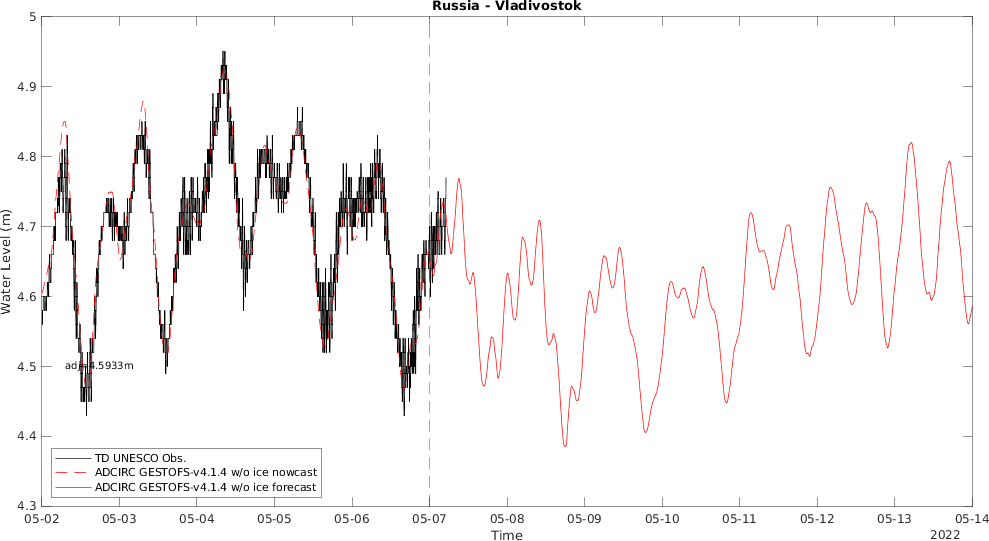 Russia - Vladivostok
5
4.9
4.8
4.7
4.6
4.5
4.4
4.3
Water Level (m)
adj=4.5933m
TD UNESCO Obs.
ADCIRC GESTOFS-v4.1.4 w/o ice nowcast
ADCIRC GESTOFS-v4.1.4 w/o ice forecast
05-02 05-03 05-04 05-05 05-06 05-07 05-08 05-09 05-10 05-11 05-12 05-13 05-14
Time
2022